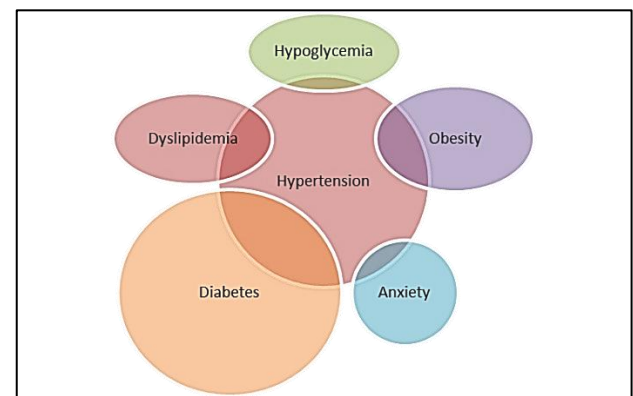 Hypoglycemia
Dyslipidemia
Obesity
Hypertension
Diabetes
Anxiety